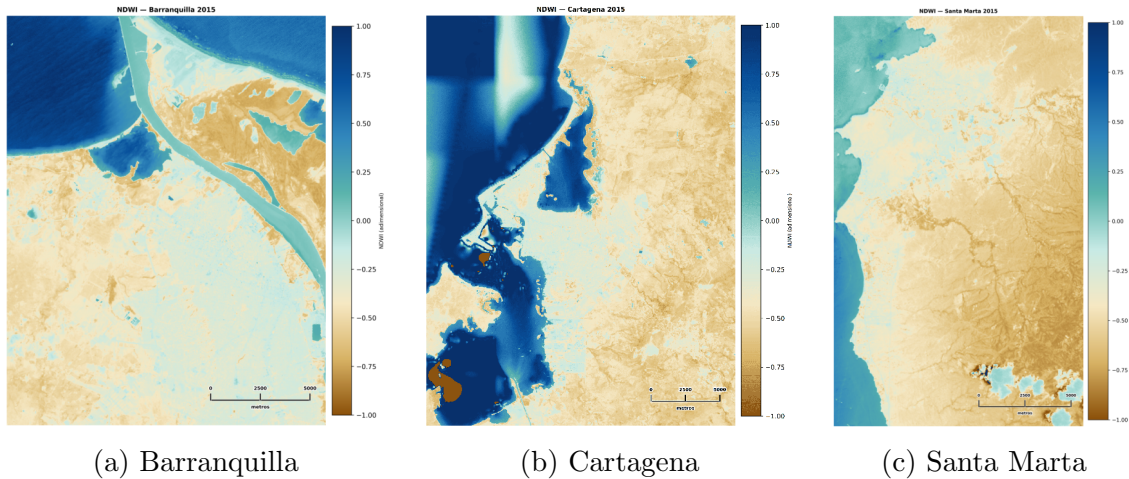 NDWI — Barranquilla 2015
1.00
0.75
0.50
0.25
0.00
−0.25
−0.50
−0.75
−1.00
NDWI (adimensional)
0 2500 5000
metros
(a) Barranquilla
NDWI — Cartagena 2015
1.00
0.75
0.50
0.25
0.00
−0.25
−0.50
−0.75
−1.00
NDWI (adimensional)
0 2500 5000
metros
(b) Cartagena
NDWI — Santa Marta 2015
1.00
0.75
0.50
0.25
0.00
−0.25
−0.50
−0.75
−1.00
0 2500 5000
metros
(c) Santa Marta